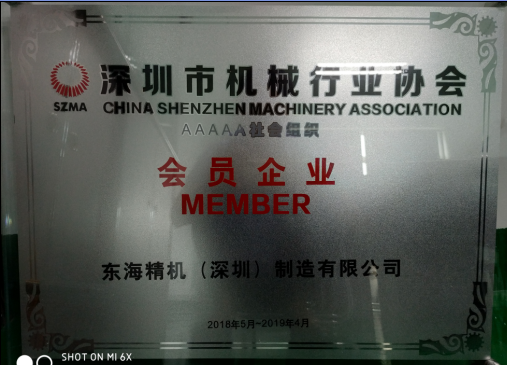 深圳市机械行业协会
SZMA
CHINA SHENZHEN MACHINERY ASSOCIATION
AAAAA社会组织
会员企业
MEMBER
东海精机（深圳）制造有限公司
2018年5月~2019年4月
SHOT ON MI 6X